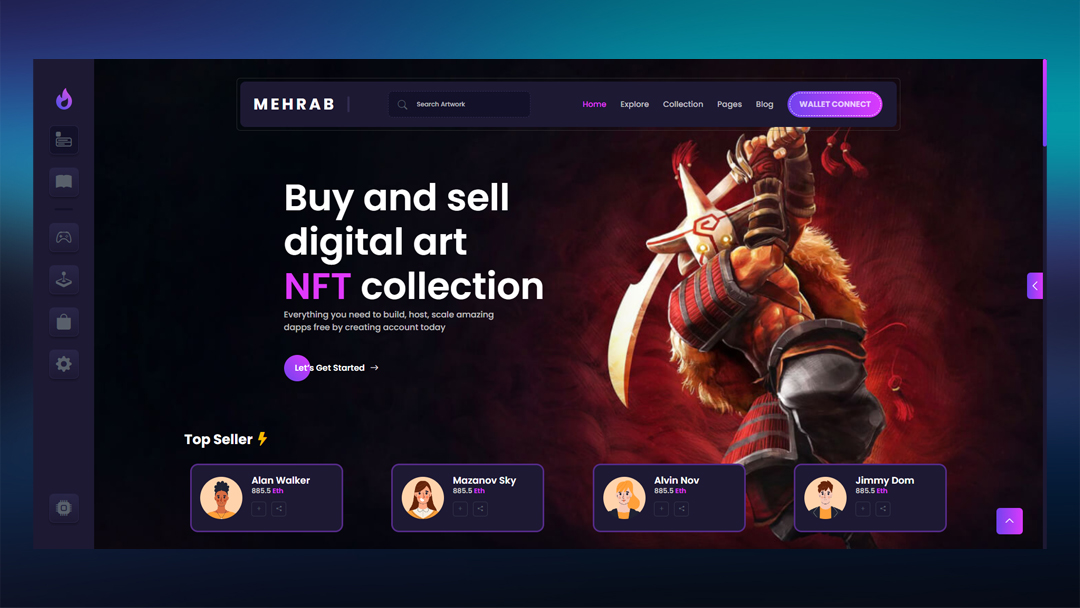 MEHRAB
Search Artwork
Home Explore Collection Pages Blog WALLET CONNECT
Buy and sell
digital art
NFT collection
Everything you need to build, host, scale amazing
dapps free by creating account today
Let's Get Started →
Top Seller
Alan Walker
885.5 Eth
Mazanov Sky
885.5 Eth
Alvin Nov
885.5 Eth
Jimmy Dom
885.5 Eth